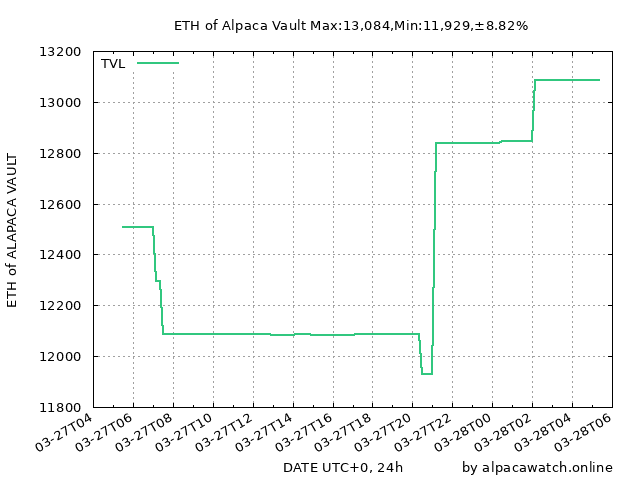 ETH of Alpaca Vault Max:13,084,Min:11,929,±8.82%
TVL
13200
13000
12800
12600
12400
12200
12000
11800
ETH of ALAPACA VAULT
03-27T04
03-27T06
03-27T08
03-27T10
03-27T12
03-27T14
03-27T16
03-27T18
03-27T20
03-27T22
03-28T00
03-28T02
03-28T04
03-28T06
DATE UTC+0, 24h
by alpacawatch.online